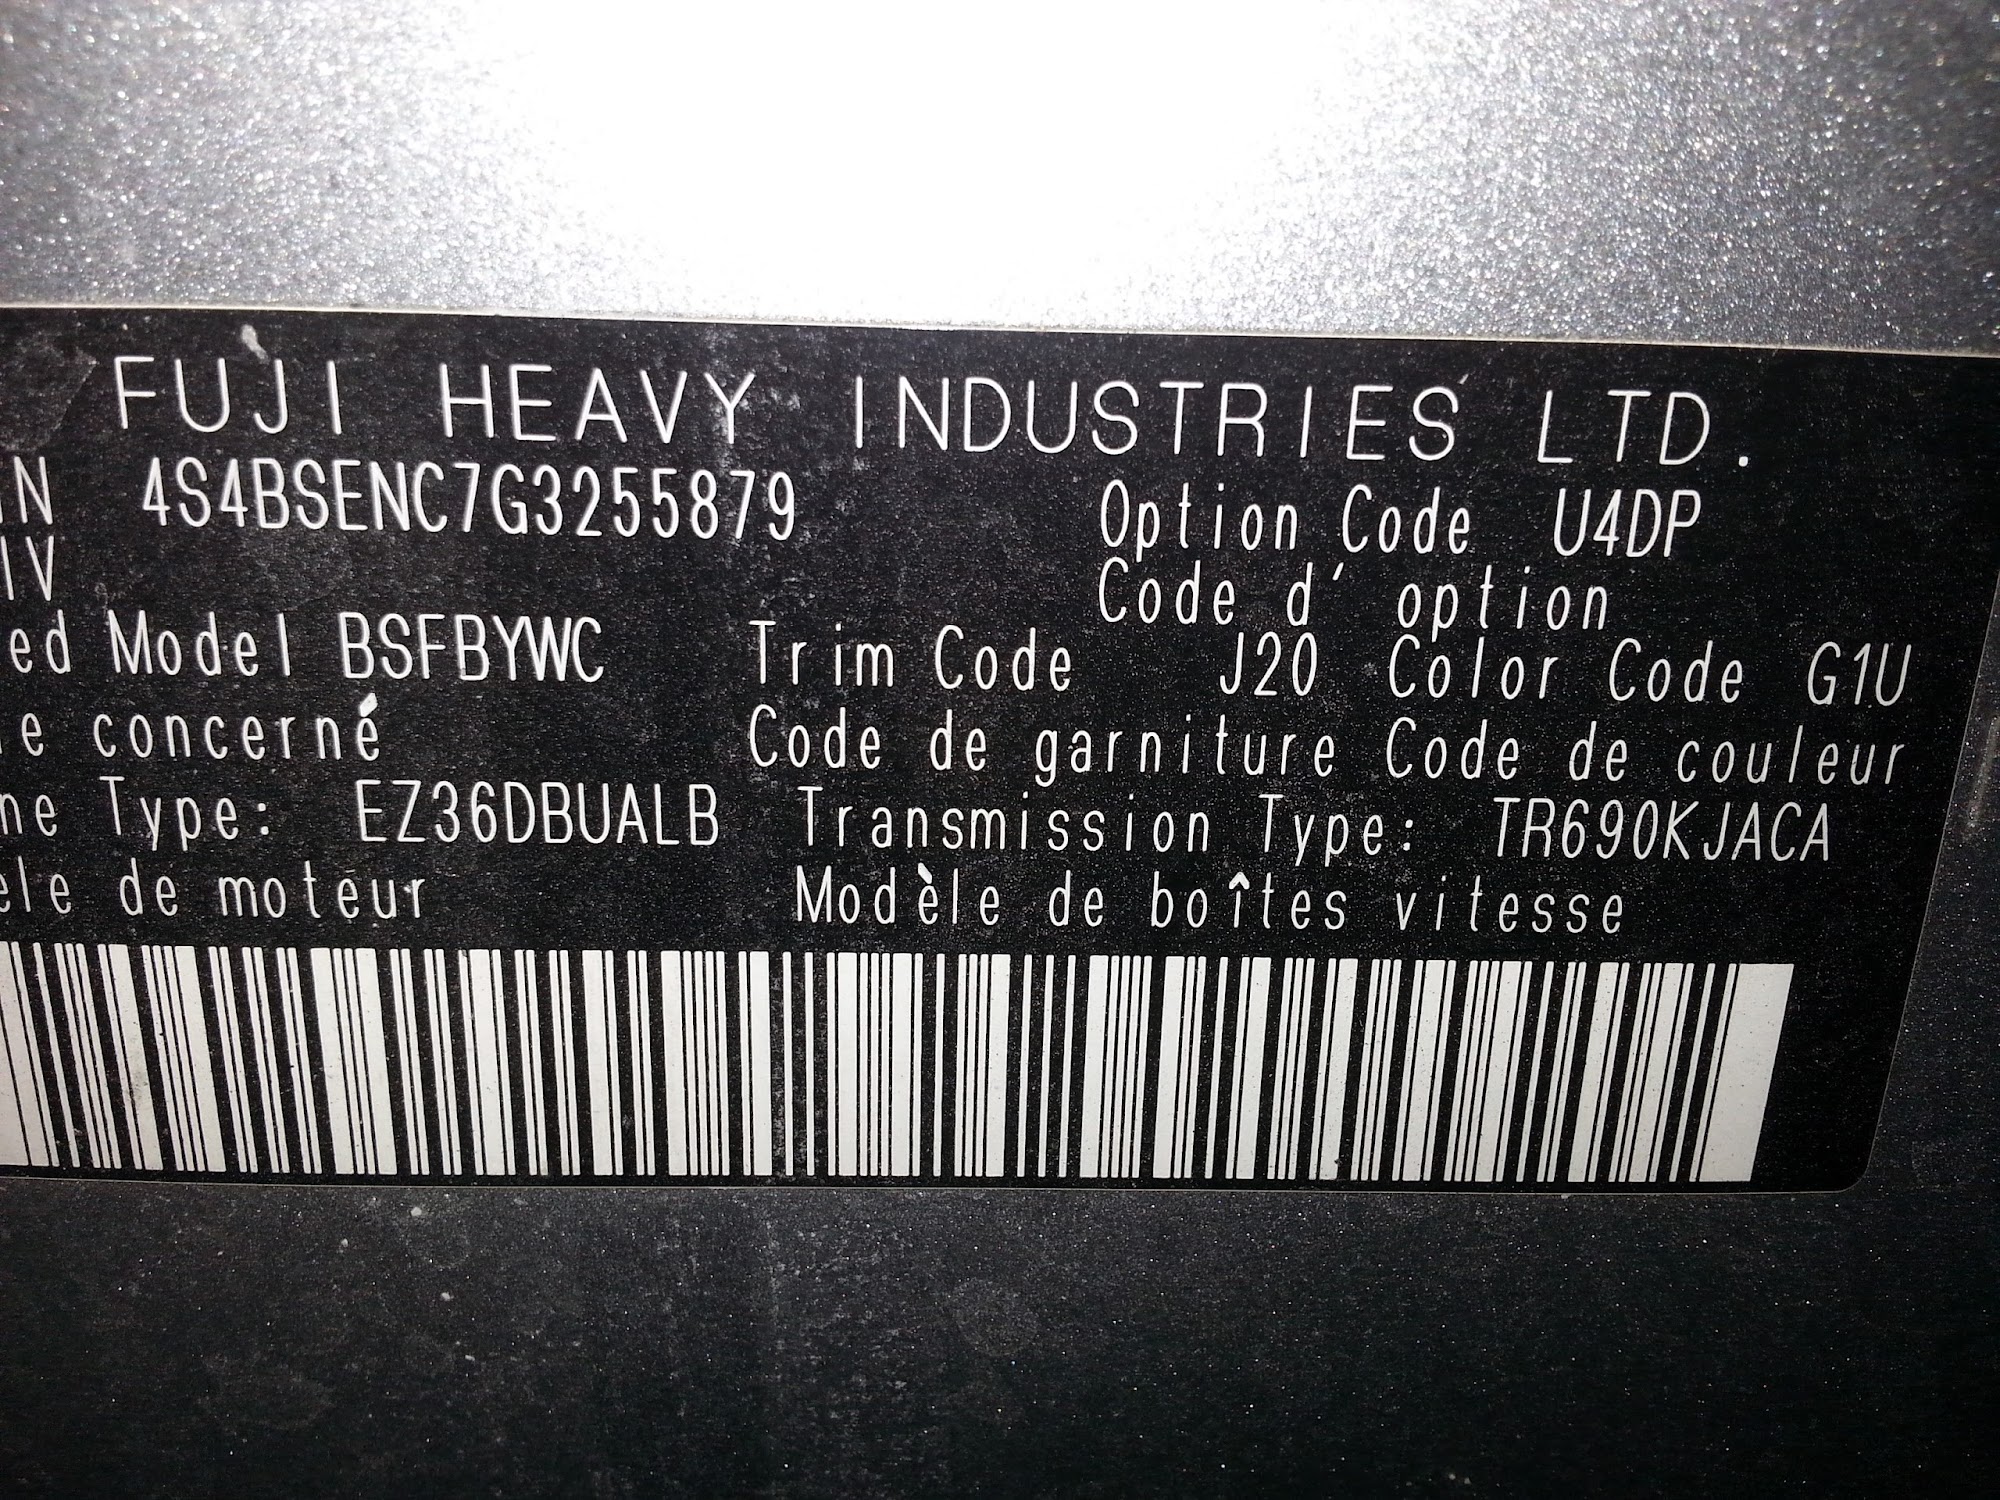 FUJI HEAVY INDUSTRIES LTD.
IN 4S4BSENC7G3255879 Option Code U4DP
IV Code d' option
ed Model BSFBYWC Trim Code J20 Color Code G1U
le concerné Code de garniture Code de couleur
ne Type: EZ36DBUALB Transmission Type: TR690KJACA
èle de moteur Modèle de boîtes vitesse